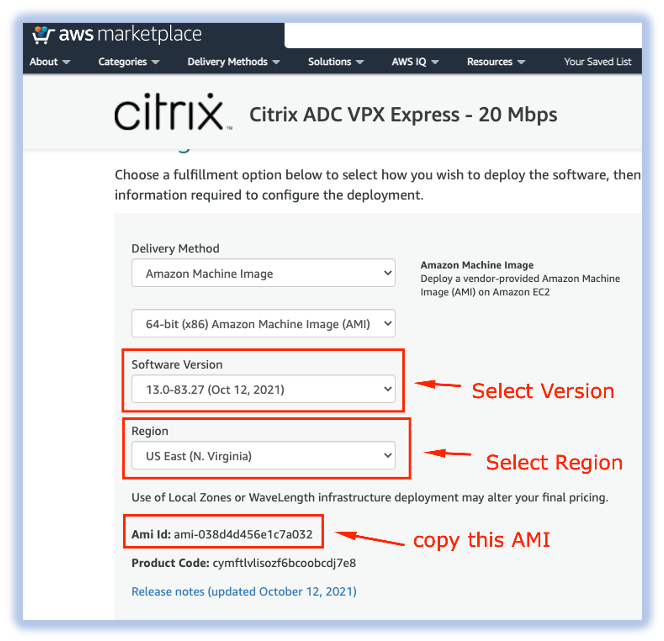 aws marketplace
About Categories Delivery Methods Solutions AWS IQ Resources Your Saved List
citrix™ Citrix ADC VPX Express - 20 Mbps
Choose a fulfillment option below to select how you wish to deploy the software, then
information required to configure the deployment.
Delivery Method
Amazon Machine Image
Amazon Machine Image
Deploy a vendor-provided Amazon Machine
Image (AMI) on Amazon EC2
64-bit (x86) Amazon Machine Image (AMI)
Software Version
13.0-83.27 (Oct 12, 2021)
Select Version
Region
US East (N. Virginia)
Select Region
Use of Local Zones or WaveLength infrastructure deployment may alter your final pricing.
Ami Id: ami-038d4d456e1c7a032
copy this AMI
Product Code: cymftlvlisozf6bcoobcdj7e8
Release notes (updated October 12, 2021)